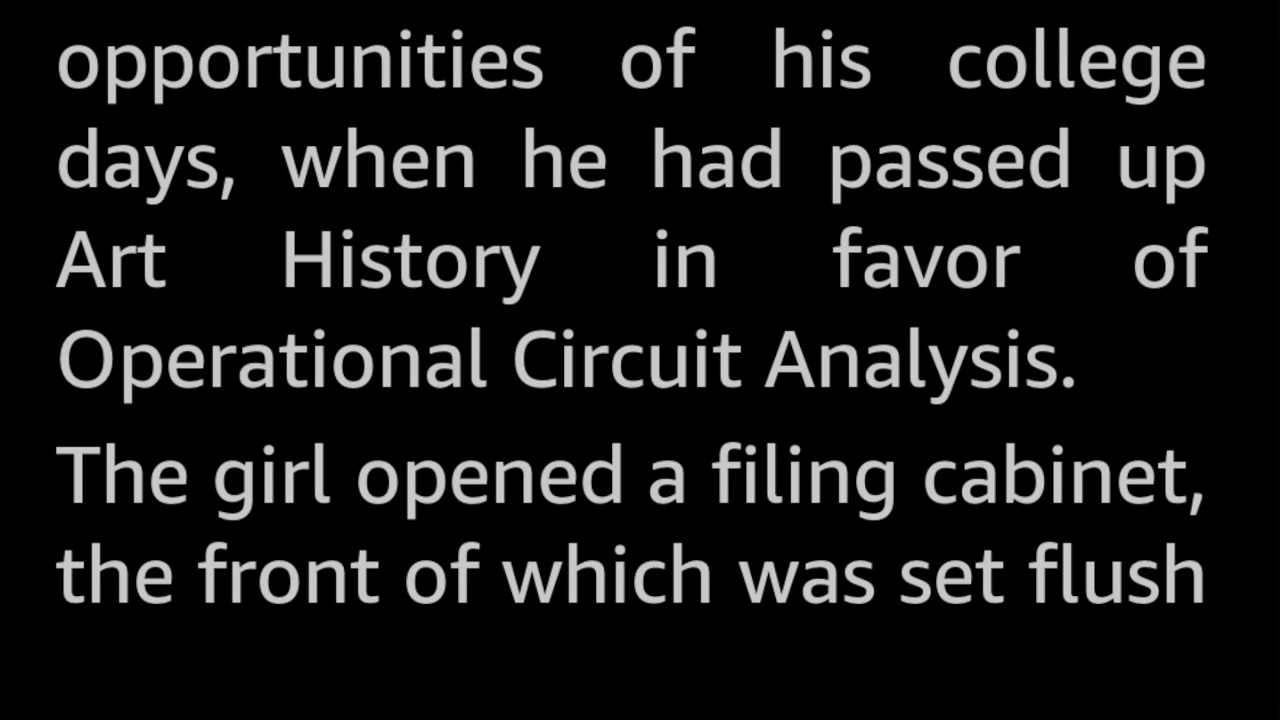 opportunities of his college
days, when he had passed up
Art History in favor of
Operational Circuit Analysis.
The girl opened a filing cabinet,
the front of which was set flush